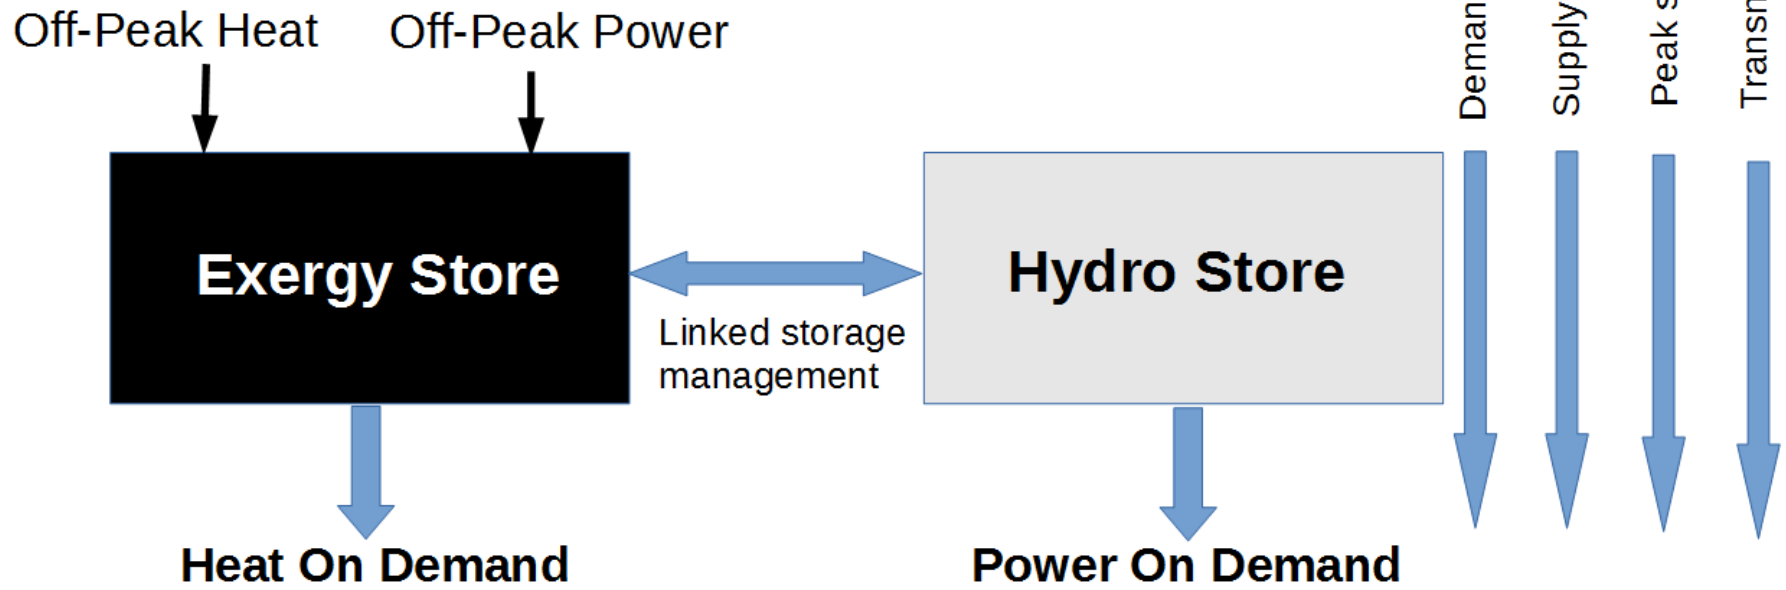 Off-Peak Heat
Off-Peak Power
Exergy Store
Hydro Store
Linked storage
management
Heat On Demand
Power On Demand
Supply
Peak